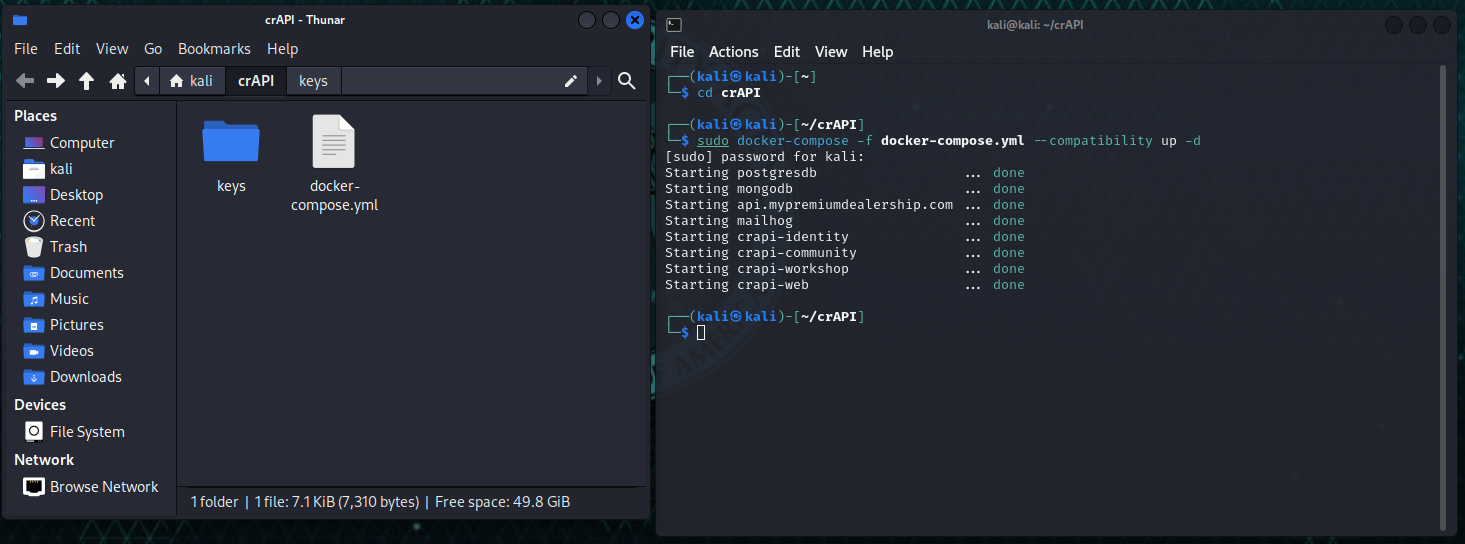 crAPI - Thunar
File Edit View Go Bookmarks Help
kali crAPI keys
Places
Computer
kali
Desktop
Recent
Trash
Documents
Music
Pictures
Videos
Downloads
Devices
File System
Network
Browse Network
keys
docker-
compose.yml
1 folder | 1 file: 7.1 KiB (7,310 bytes) | Free space: 49.8 GiB
kali@kali: ~/crAPI
File Actions Edit View Help
┌──(kali㉿kali)-[~]
└─$ cd crAPI
┌──(kali㉿kali)-[~/crAPI]
└─$ sudo docker-compose -f docker-compose.yml --compatibility up -d
[sudo] password for kali:
Starting postgresdb ... done
Starting mongodb ... done
Starting api.mypremiumdealership.com ... done
Starting mailhog ... done
Starting crapi-identity ... done
Starting crapi-community ... done
Starting crapi-workshop ... done
Starting crapi-web ... done
┌──(kali㉿kali)-[~/crAPI]
└─$